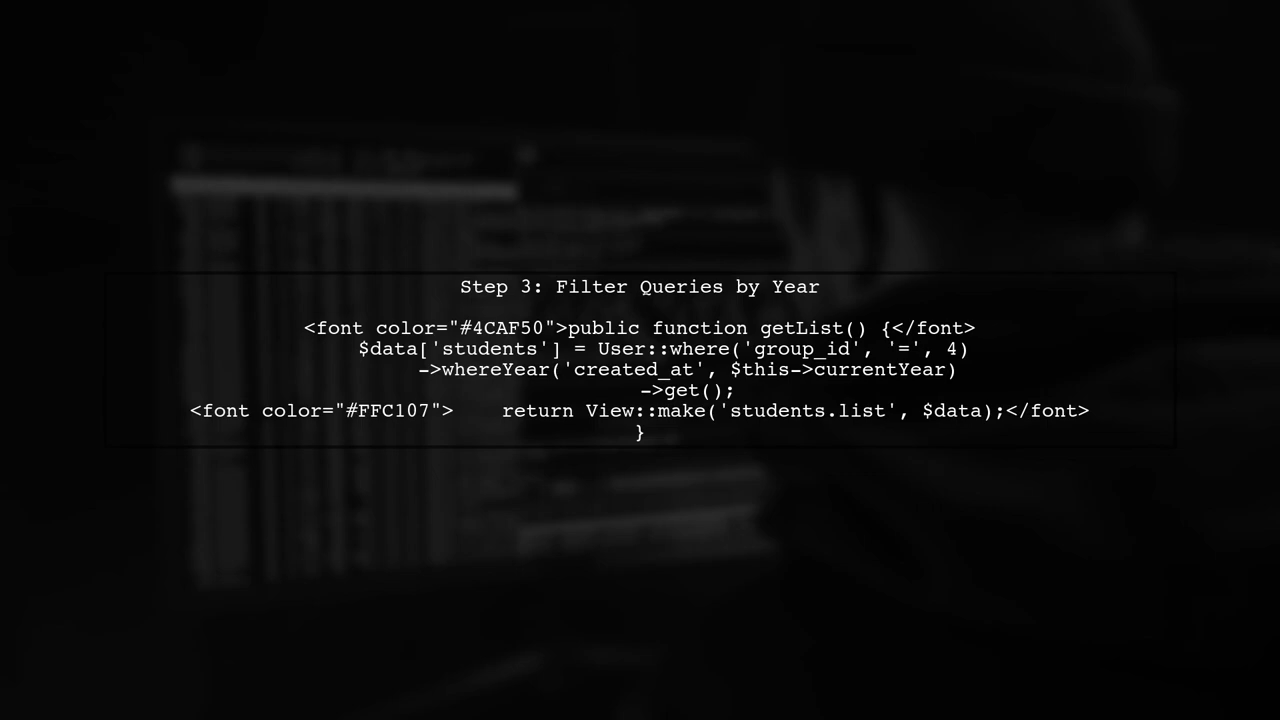 Step 3: Filter Queries by Year
<font color="#4CAF50">public function getList() {</font>
$data['students'] = User::where('group_id', '=', 4)
->whereYear('created_at', $this->currentYear)
->get();
<font color="#FFC107">    return View::make('students.list', $data);</font>
}